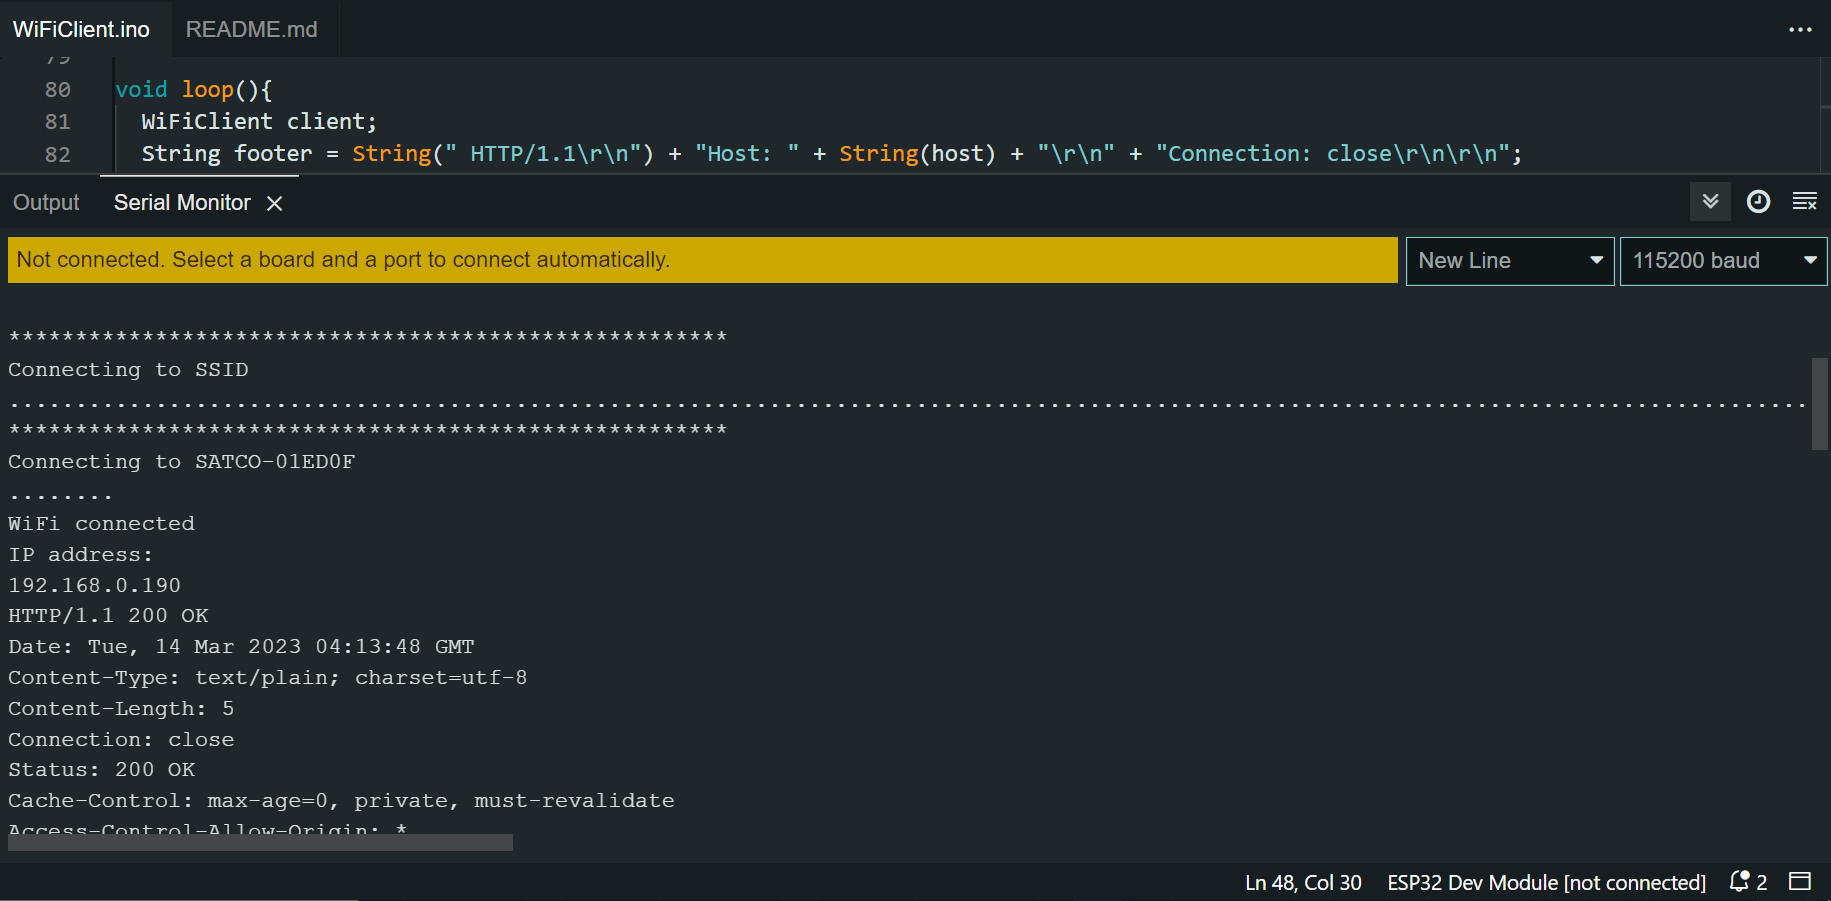 WiFiClient.ino README.md
79
80 void loop(){
81 WiFiClient client;
82 String footer = String(" HTTP/1.1\r\n") + "Host: " + String(host) + "\r\n" + "Connection: close\r\n\r\n";
Output Serial Monitor
Not connected. Select a board and a port to connect automatically. New Line 115200 baud
******************************************************
Connecting to SSID
.......................................................................................................................................
******************************************************
Connecting to SATCO-01ED0F
........
WiFi connected
IP address:
192.168.0.190
HTTP/1.1 200 OK
Date: Tue, 14 Mar 2023 04:13:48 GMT
Content-Type: text/plain; charset=utf-8
Content-Length: 5
Connection: close
Status: 200 OK
Cache-Control: max-age=0, private, must-revalidate
Access-Control-Allow-Origin: *
Ln 48, Col 30 ESP32 Dev Module [not connected] 2